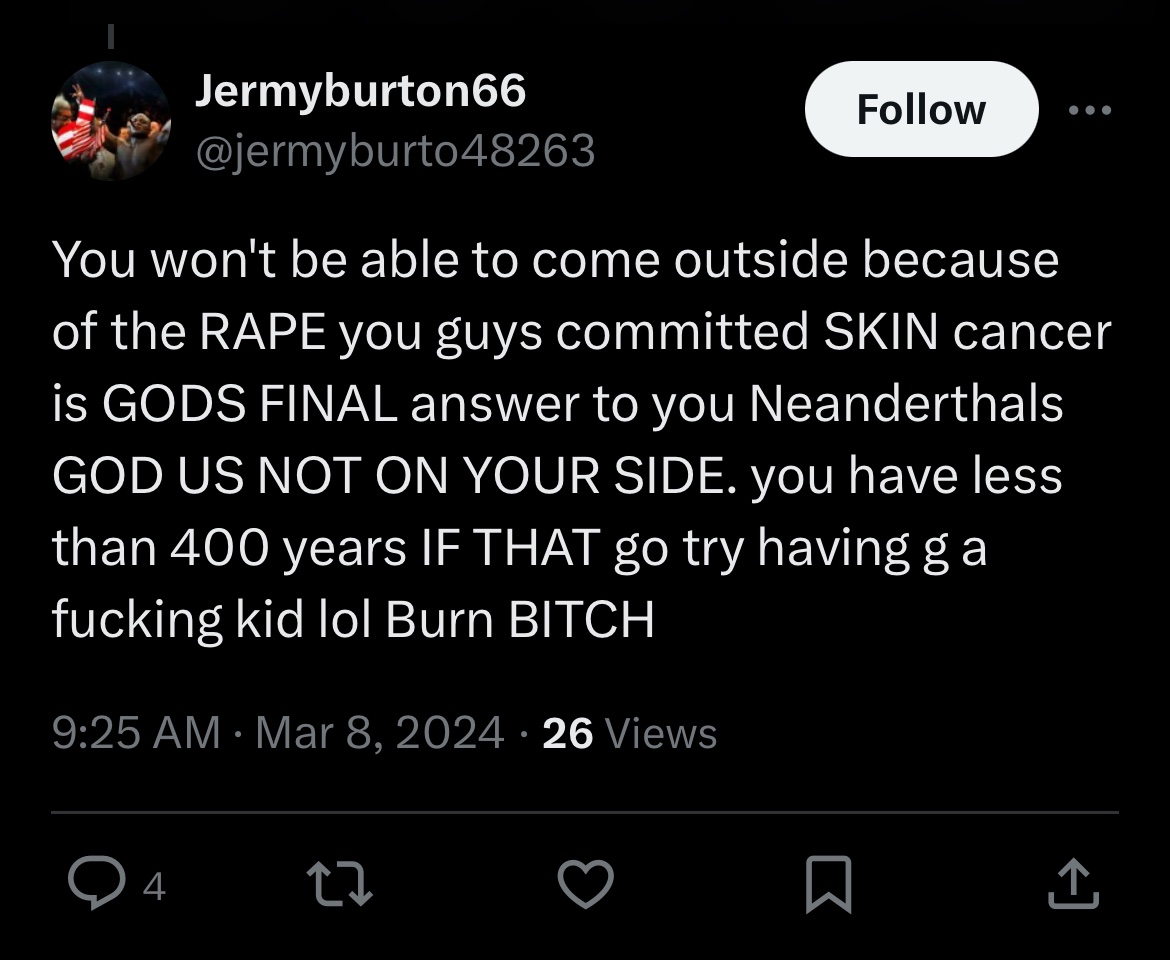 Jermyburton66
@jermyburto48263
Follow
You won't be able to come outside because
of the RAPE you guys committed SKIN cancer
is GODS FINAL answer to you Neanderthals
GOD US NOT ON YOUR SIDE. you have less
than 400 years IF THAT go try having g a
fucking kid lol Burn BITCH
9:25 AM · Mar 8, 2024 · 26 Views
4